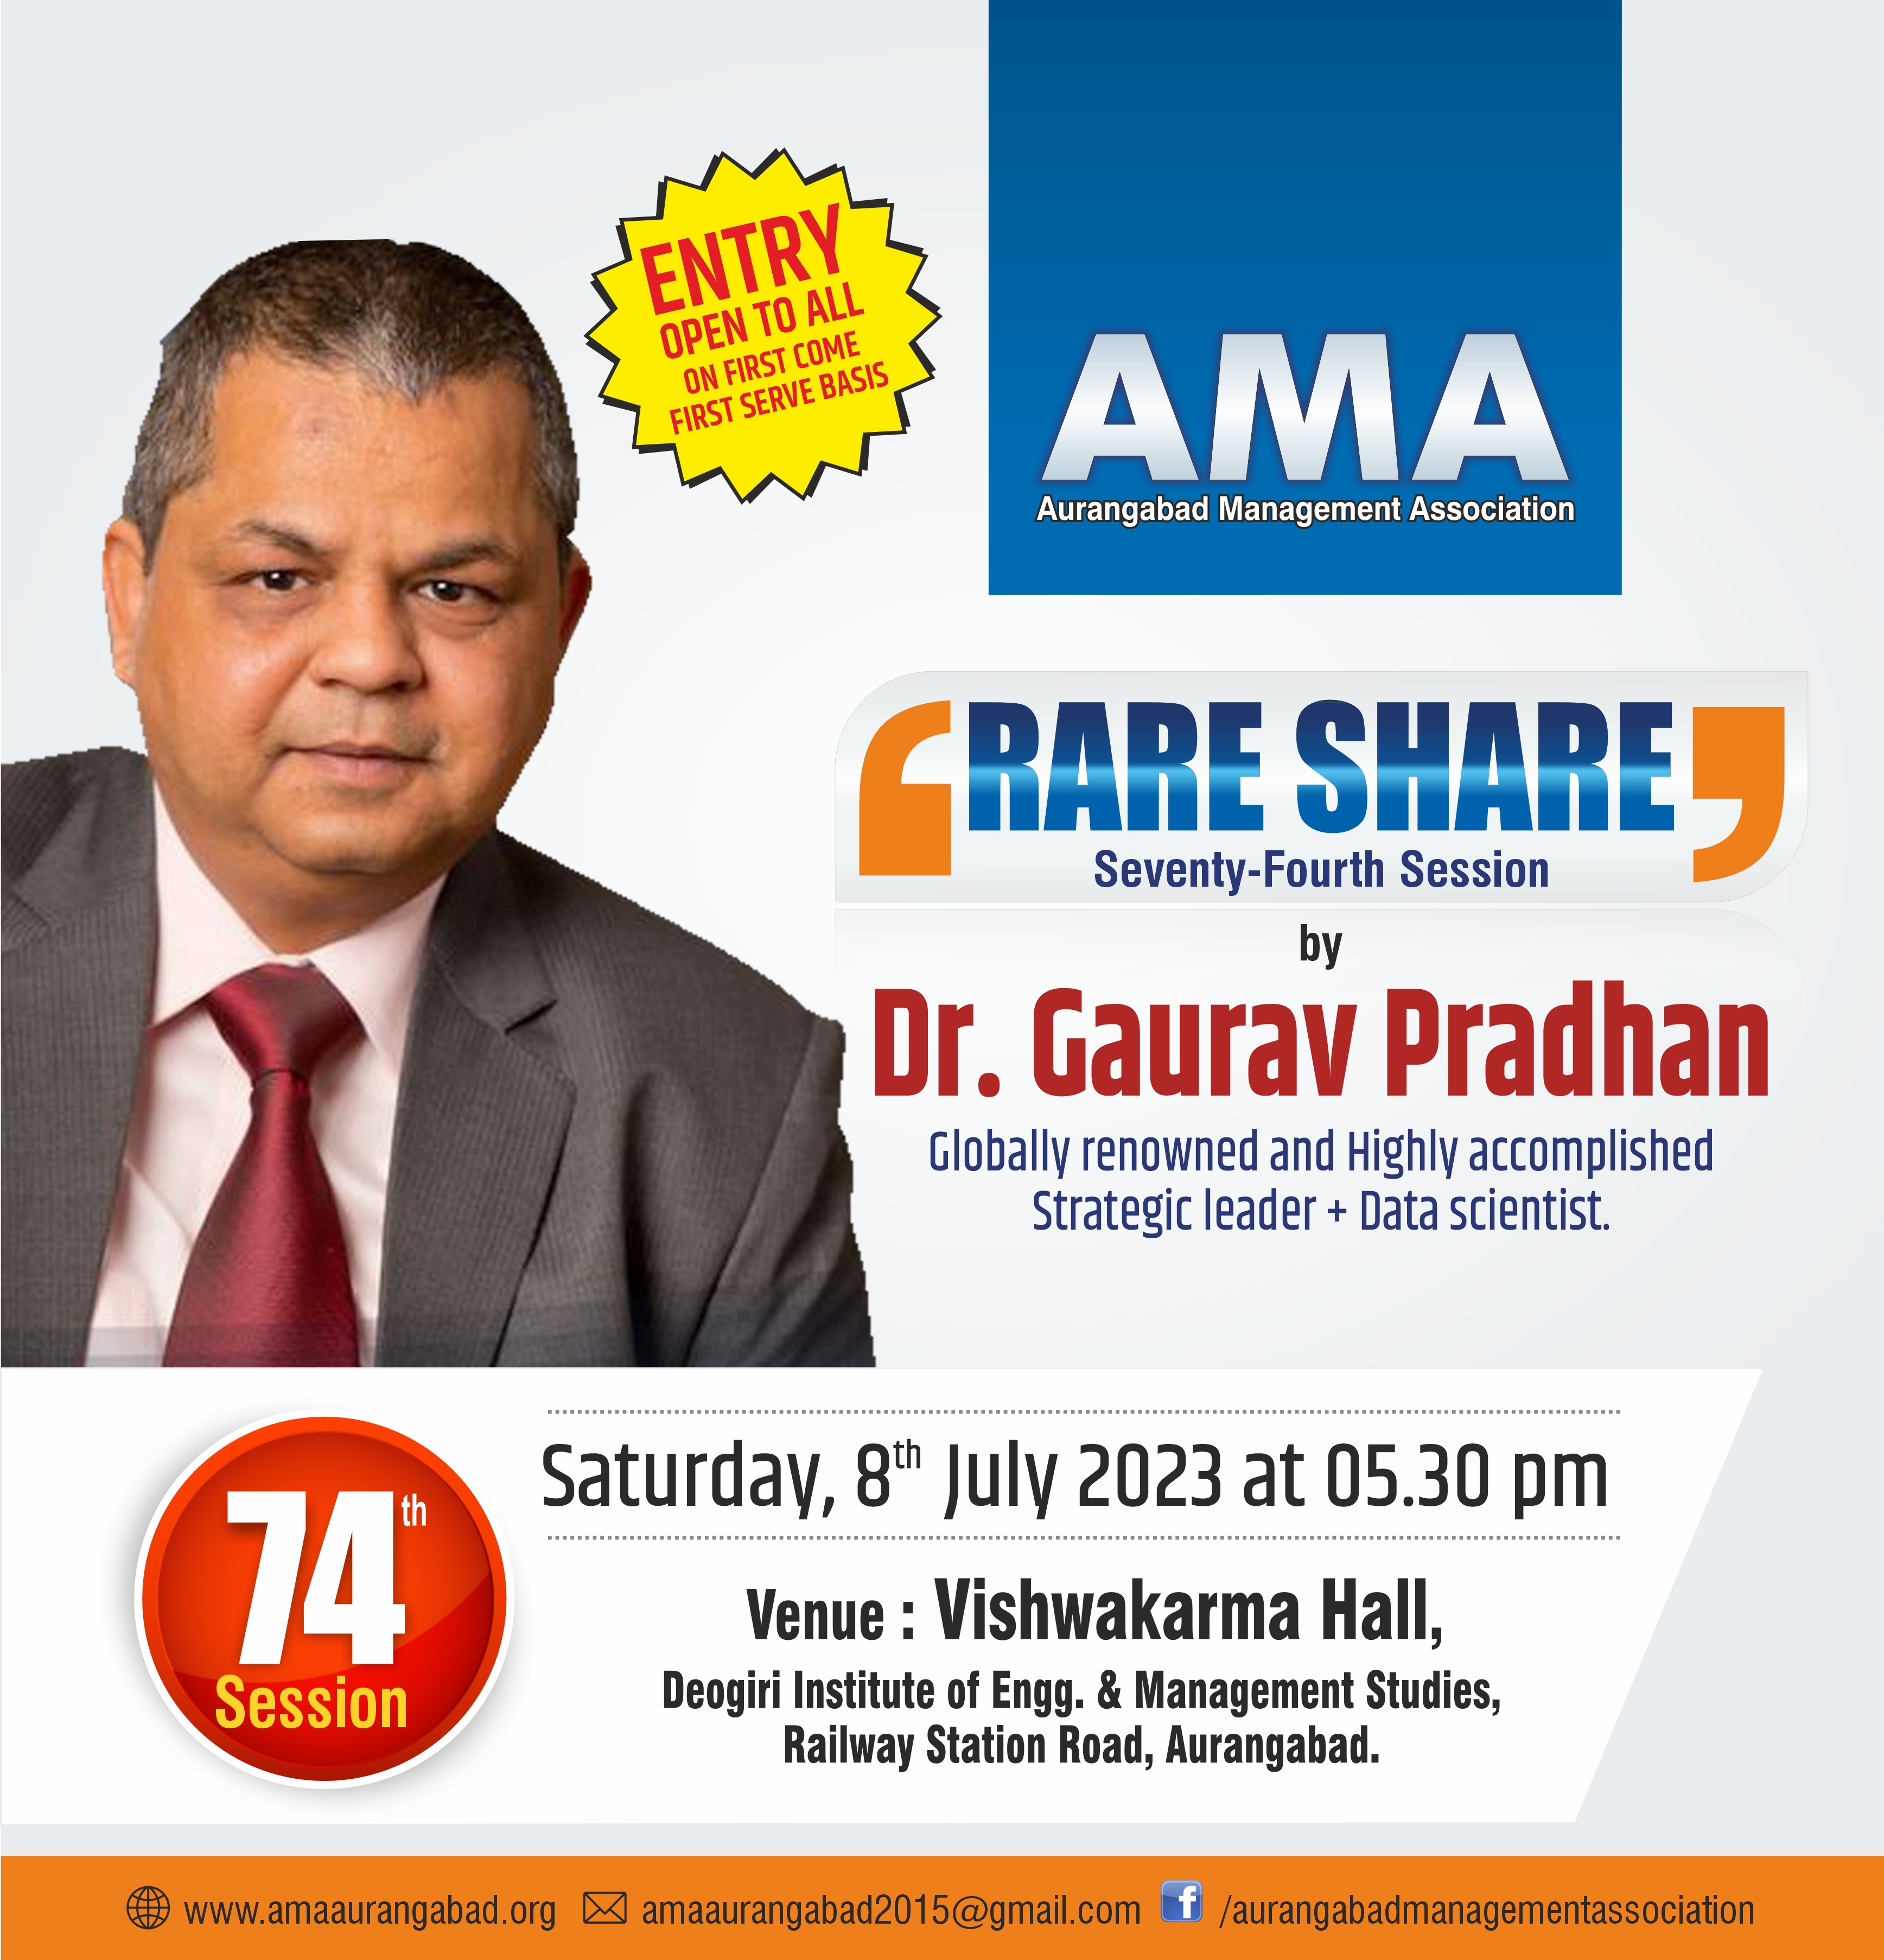 ENTRY
OPEN TO ALL
ON FIRST COME
FIRST SERVE BASIS
AMA
Aurangabad Management Association
‘RARE SHARE’
Seventy-Fourth Session
by
Dr. Gaurav Pradhan
Globally renowned and Highly accomplished
Strategic leader + Data scientist.
74th
Session
Saturday, 8th July 2023 at 05.30 pm
Venue : Vishwakarma Hall,
Deogiri Institute of Engg. & Management Studies,
Railway Station Road, Aurangabad.
www.amaaurangabad.org amaaurangabad2015@gmail.com f /aurangabadmanagementassociation